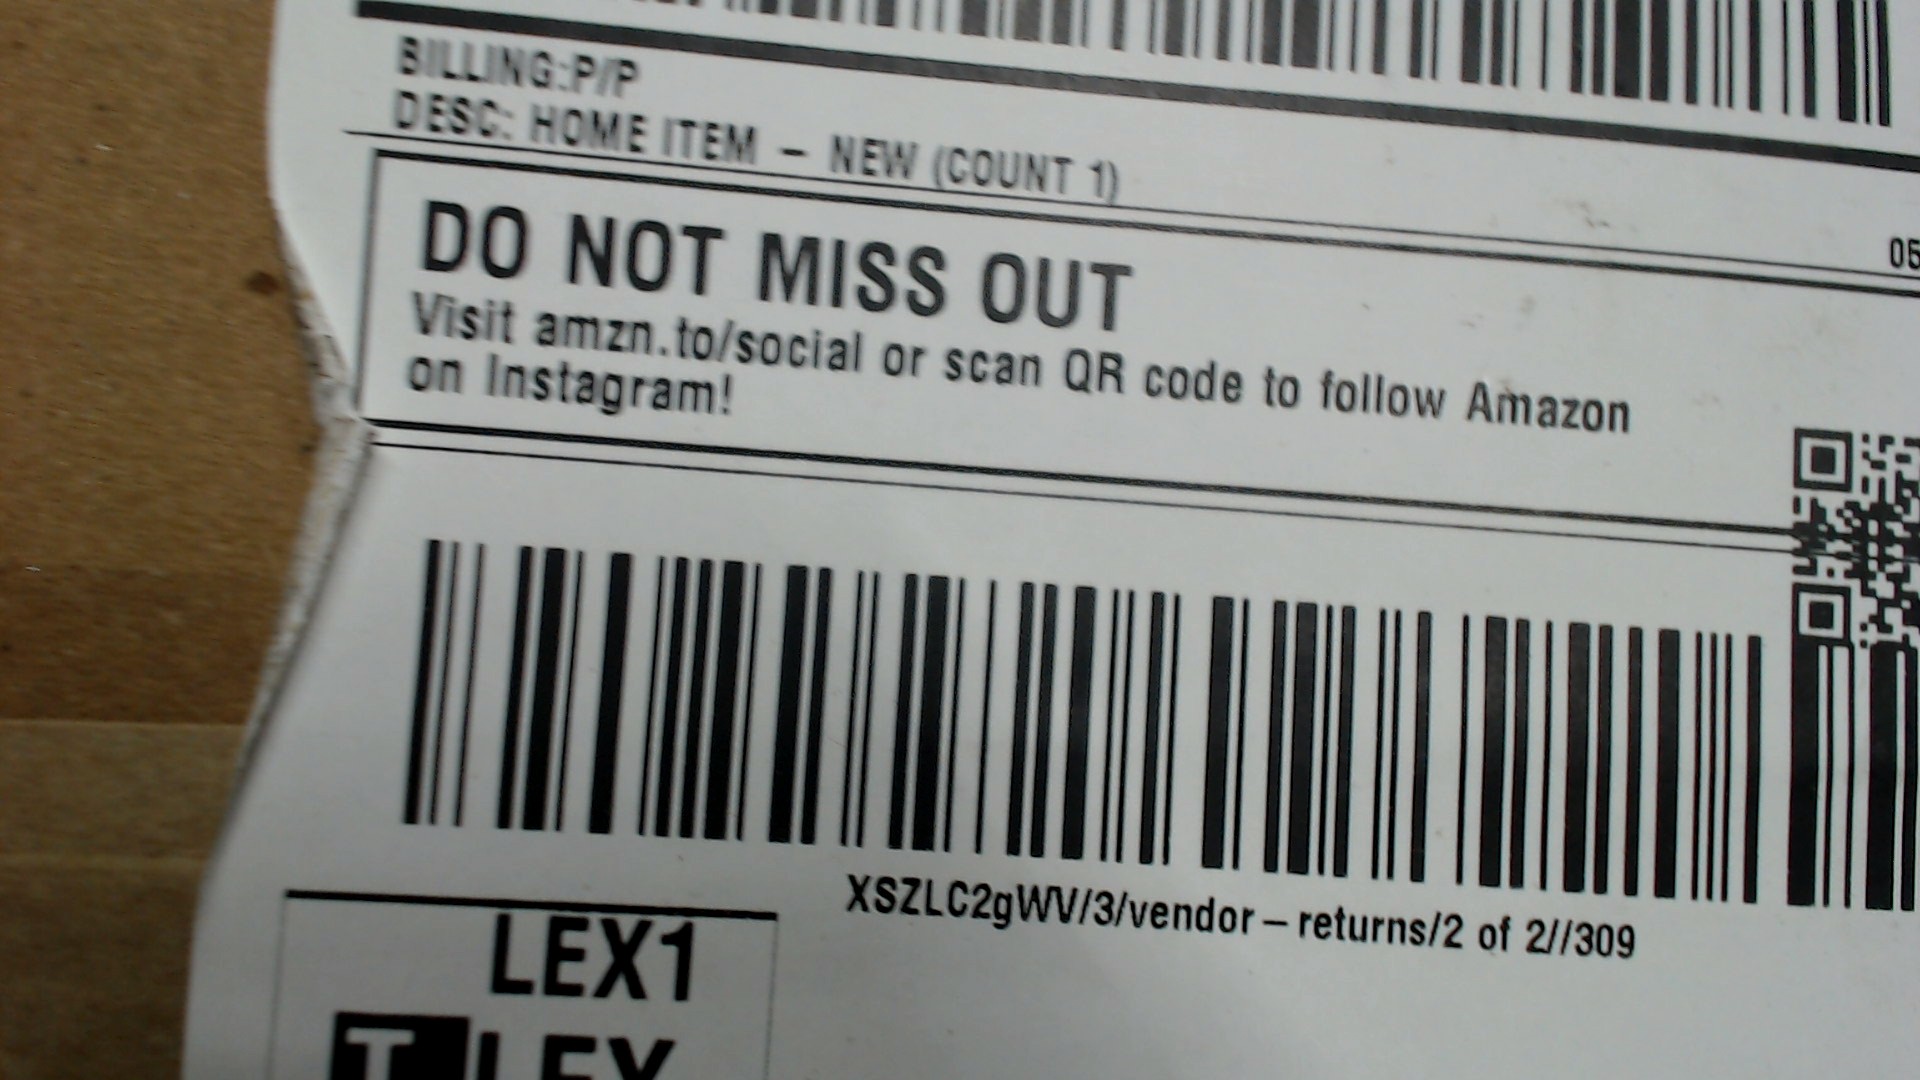 BILLING:P/P
DESC: HOME ITEM – NEW (COUNT 1)
DO NOT MISS OUT
Visit amzn.to/social or scan QR code to follow Amazon
on Instagram!
XSZLC2gWV/3/vendor–returns/2 of 2//309
LEX1
T LEX